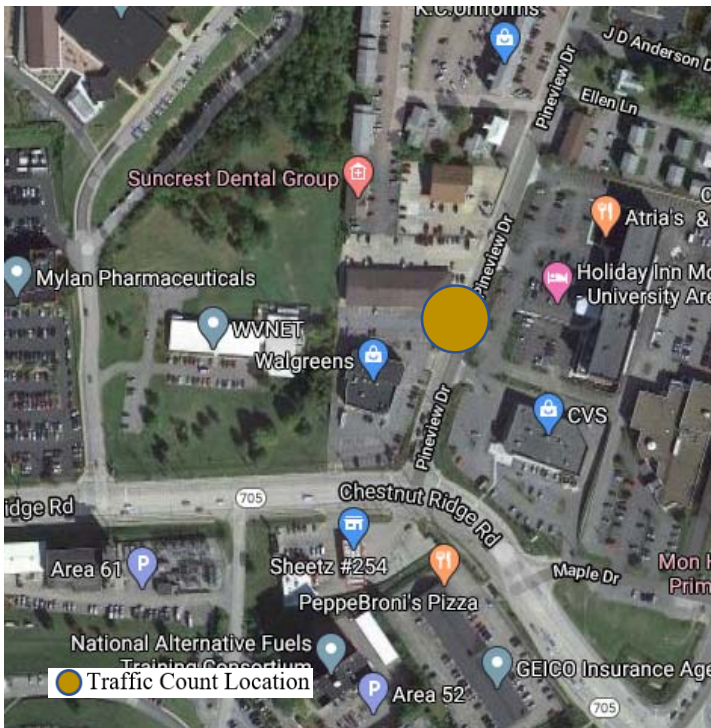 K.C.Uniforms
J D Anderson D
Pineview Dr
Ellen Ln
Suncrest Dental Group
Atria's
&
Pineview Dr
Mylan Pharmaceuticals
Holiday Inn Mo
- University Are
WVNET
Walgreens
CVS
Pineview Dr
idge Rd
705
Chestnut Ridge Rd
Area 61
P
Sheetz #254
Maple Dr
Mon H
Prim
PeppeBroni's Pizza
National Alternative Fuels
Training Consortium
GEICO Insurance Age
Traffic Count Location
P
Area 52
705